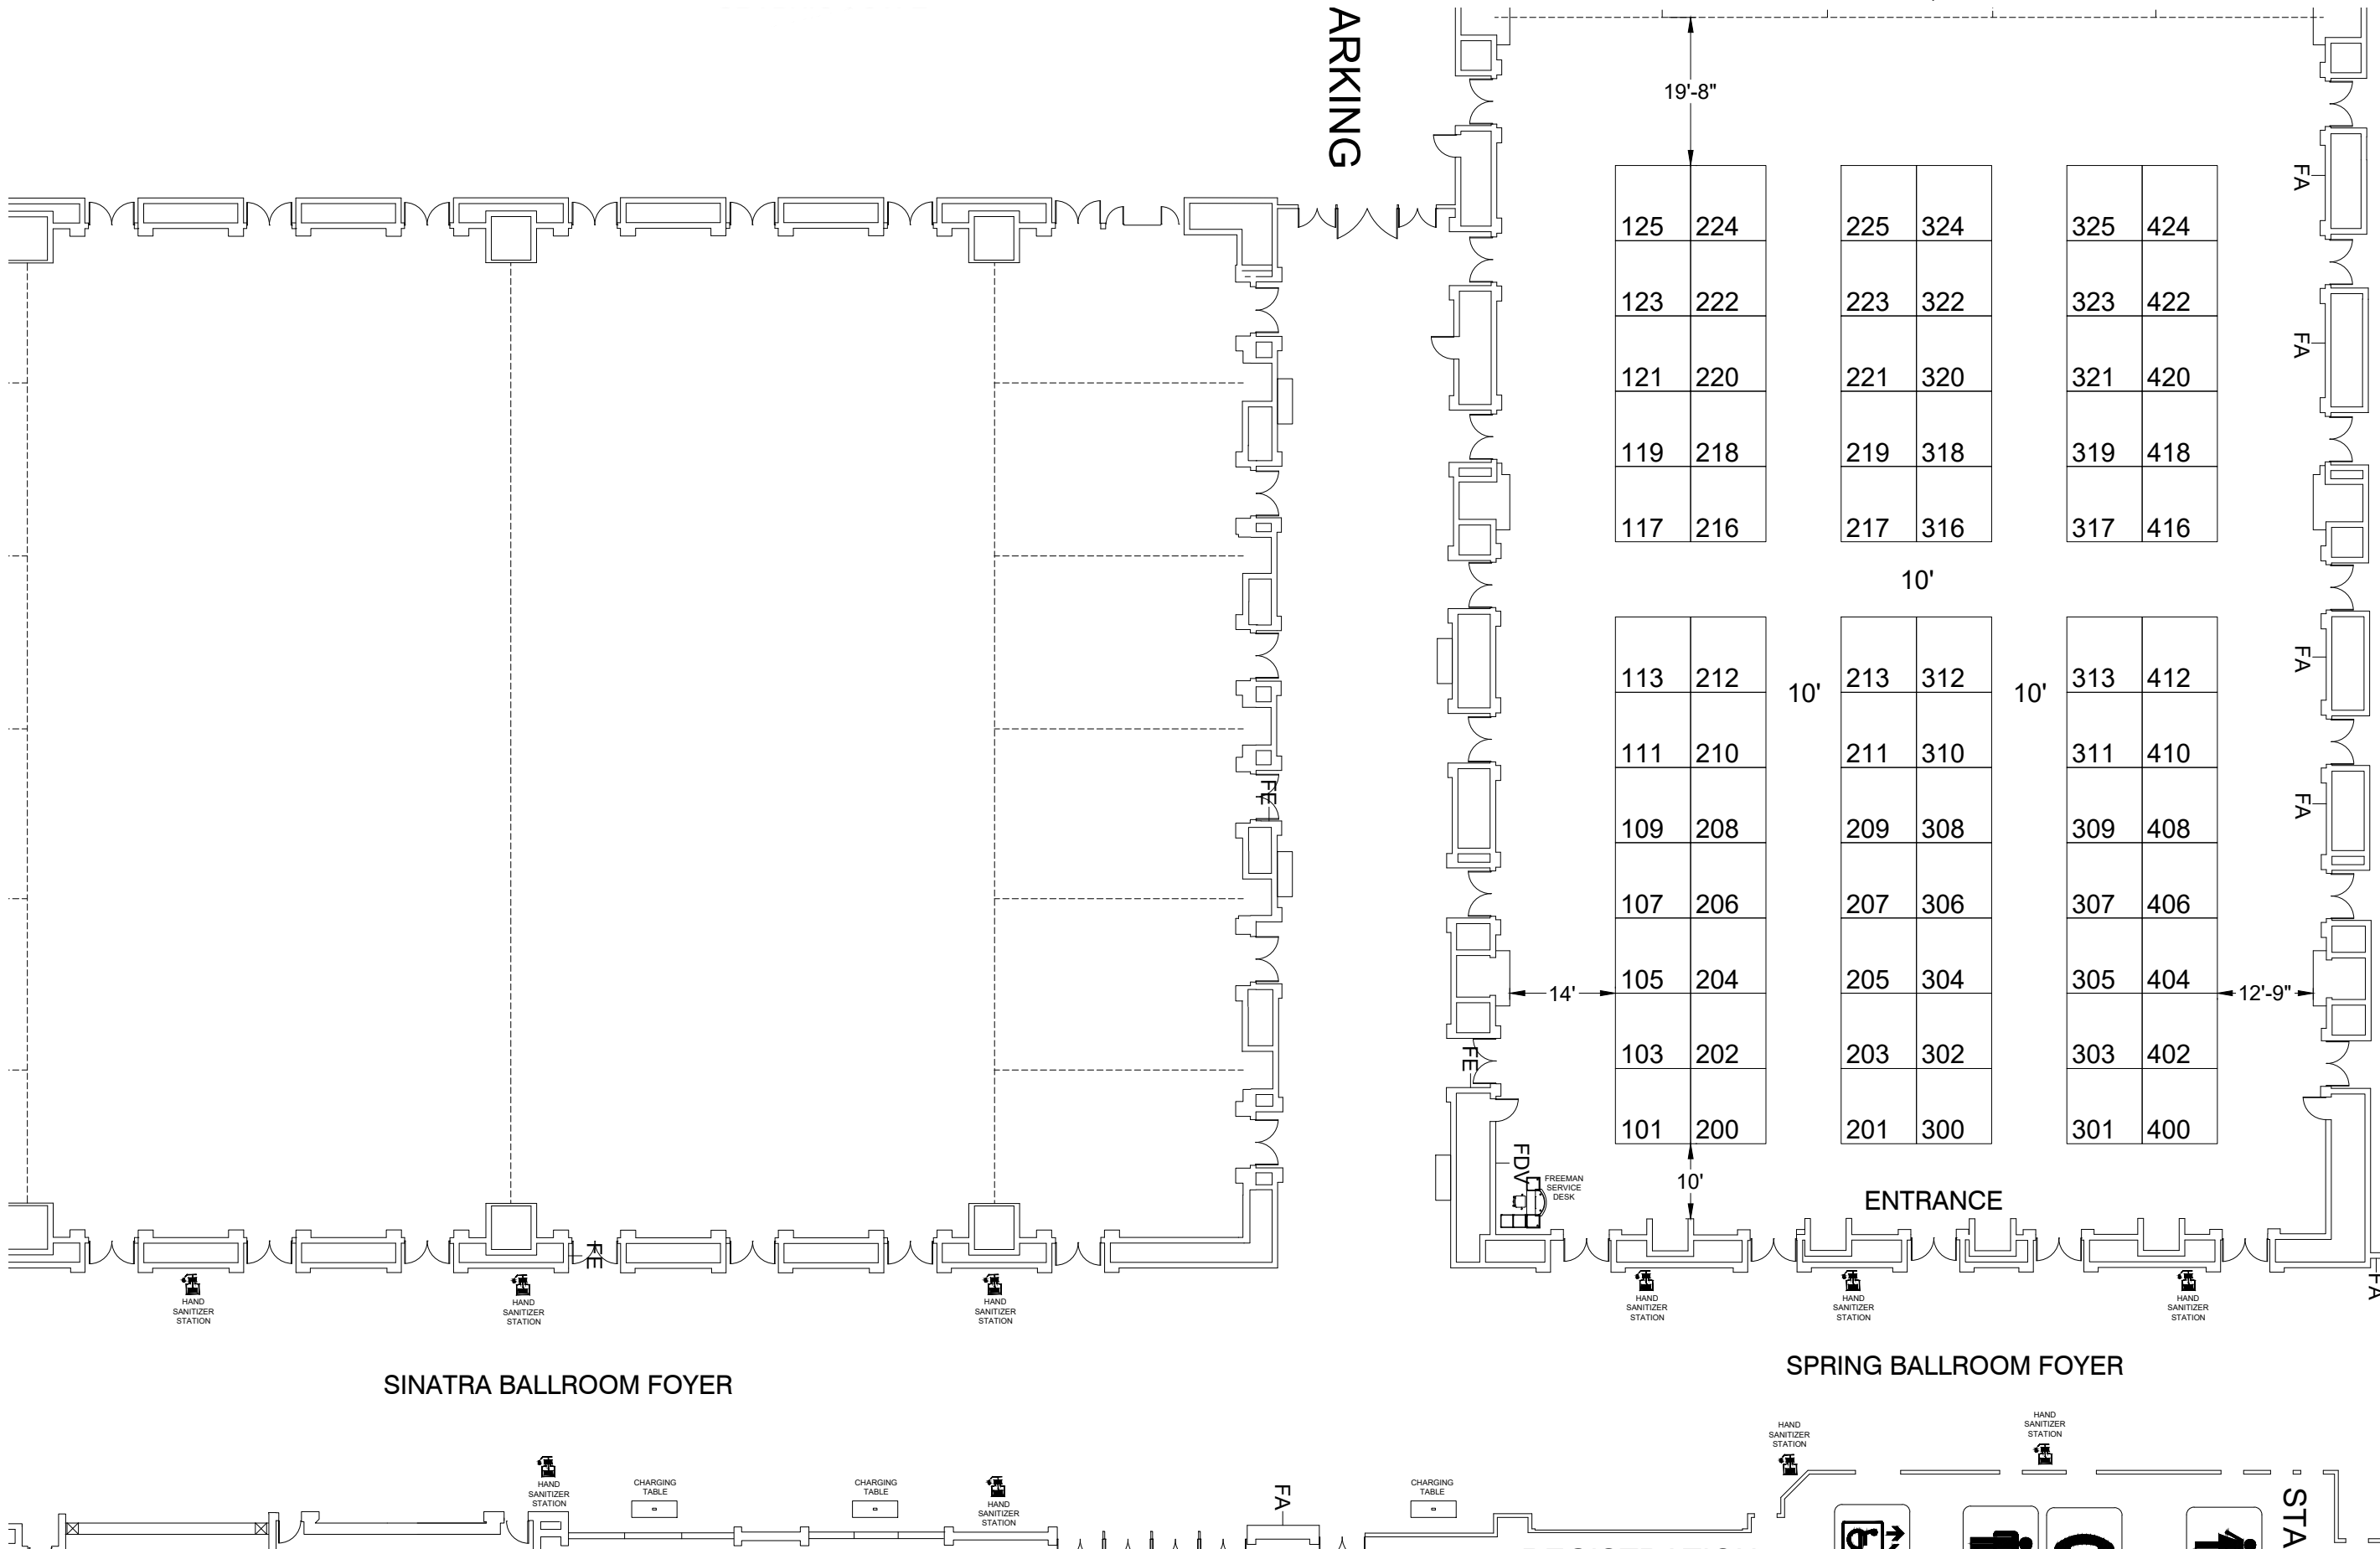 ARKING
19'-8"
FA
125 224 225 324 325 424
123 222 223 322 323 422
FA
121 220 221 320 321 420
119 218 219 318 319 418
117 216 217 316 317 416
10'
FA
113 212 10' 213 312 10' 313 412
111 210 211 310 311 410
FE
FA
109 208 209 308 309 408
107 206 207 306 307 406
105 204 205 304 305 404
14' 12'-9"
FE
103 202 203 302 303 402
101 200 201 300 301 400
FDV
FREEMAN
SERVICE
DESK
10'
ENTRANCE
FE
FA
HAND
SANITIZER
STATION
HAND
SANITIZER
STATION
HAND
SANITIZER
STATION
HAND
SANITIZER
STATION
HAND
SANITIZER
STATION
HAND
SANITIZER
STATION
SINATRA BALLROOM FOYER
SPRING BALLROOM FOYER
HAND
SANITIZER
STATION
HAND
SANITIZER
STATION
HAND
SANITIZER
STATION
CHARGING
TABLE
CHARGING
TABLE
HAND
SANITIZER
STATION
FA
CHARGING
TABLE
STA